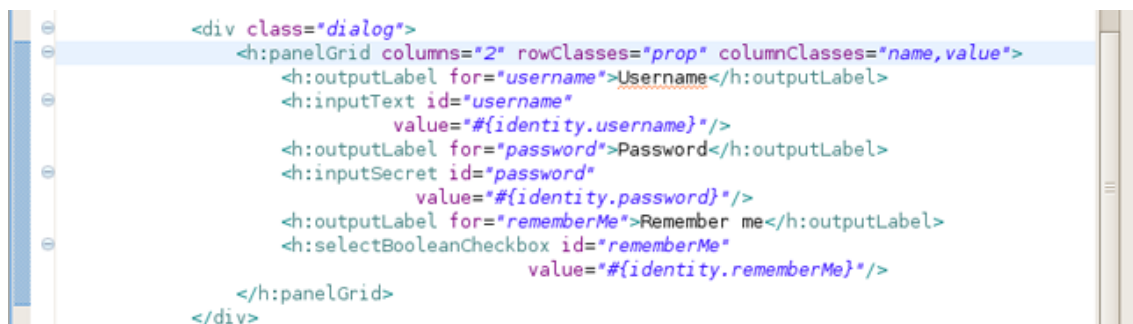 <div class="dialog">
<h:panelGrid columns="2" rowClasses="prop" columnClasses="name,value">
<h:outputLabel for="username">Username</h:outputLabel>
<h:inputText id="username"
value="#{identity.username}"/>
<h:outputLabel for="password">Password</h:outputLabel>
<h:inputSecret id="password"
value="#{identity.password}"/>
<h:outputLabel for="rememberMe">Remember me</h:outputLabel>
<h:selectBooleanCheckbox id="rememberMe"
value="#{identity.rememberMe}"/>
</h:panelGrid>
</div>